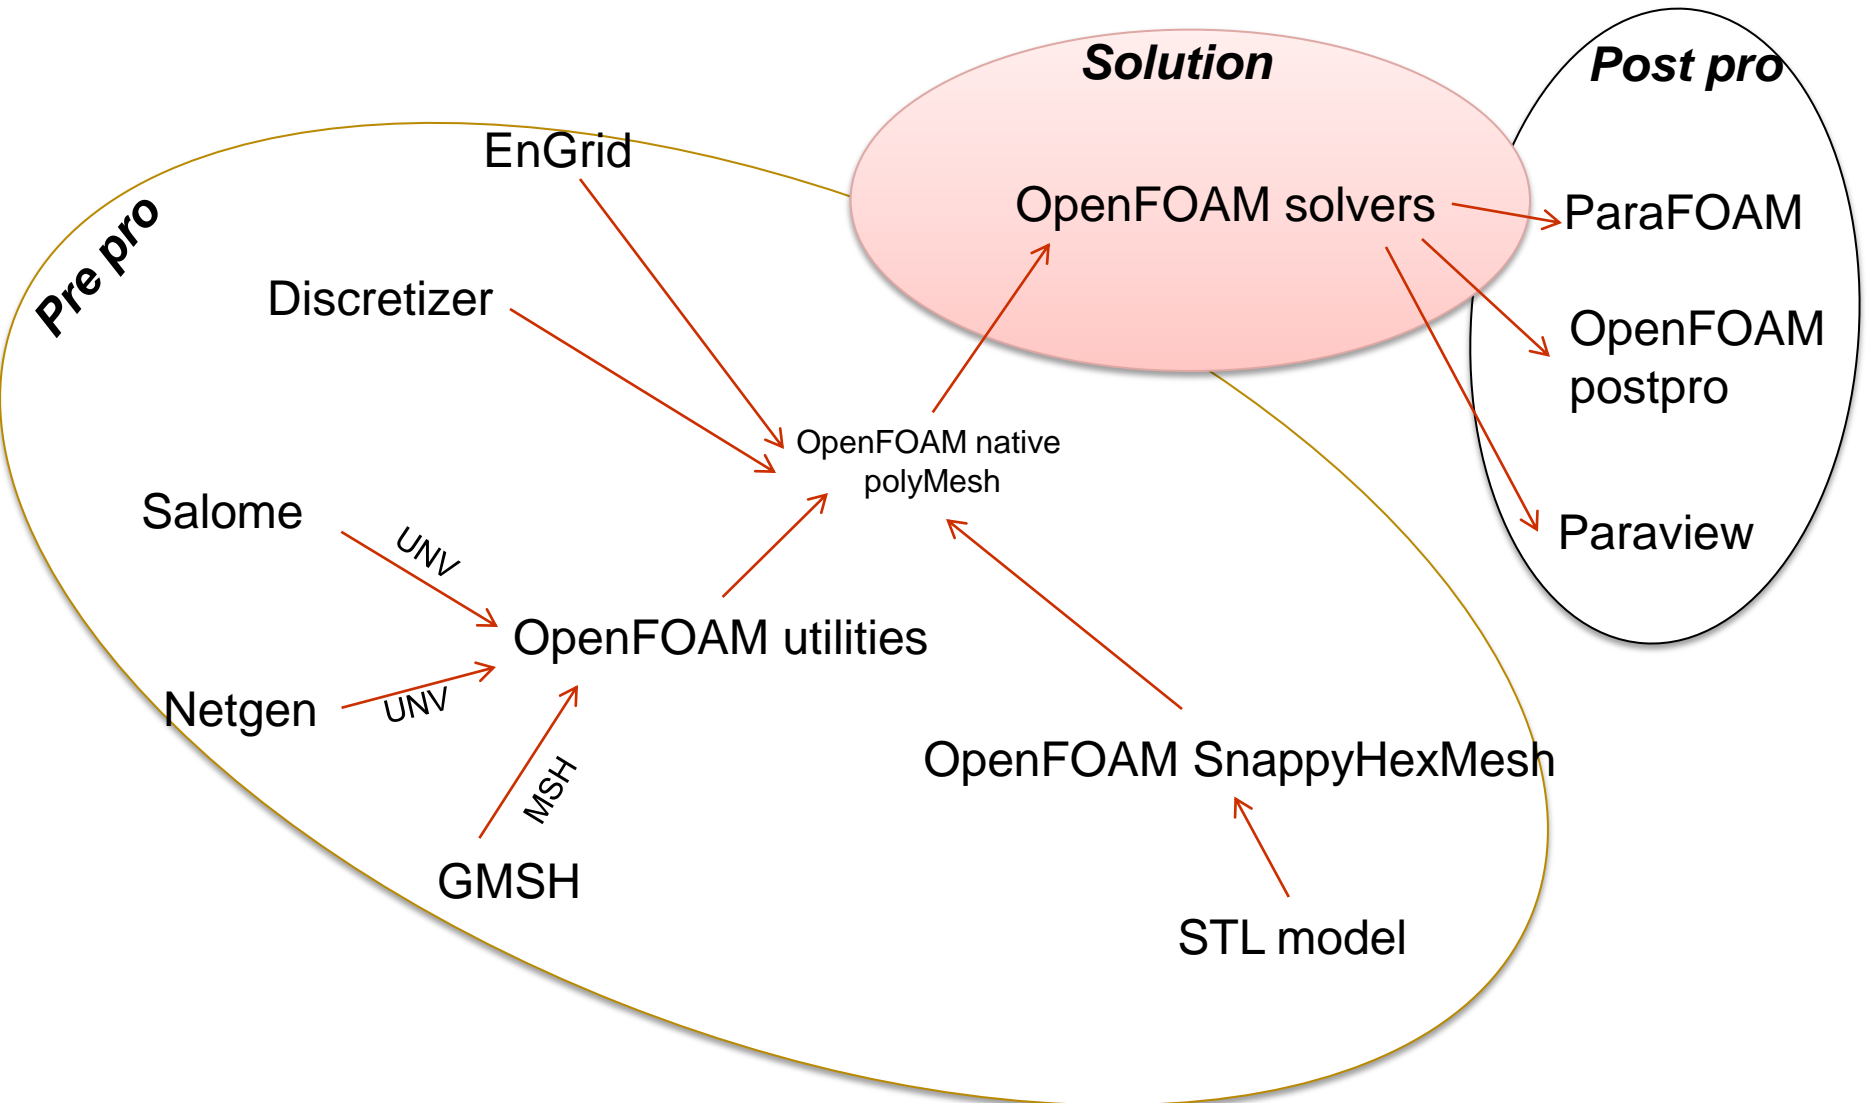 Solution
Post pro
EnGrid
Pre pro
OpenFOAM solvers
ParaFOAM
Discretizer
OpenFOAM
postpro
OpenFOAM native
polyMesh
Salome
UNV
Paraview
OpenFOAM utilities
Netgen
UNV
OpenFOAM SnappyHexMesh
MSH
GMSH
STL model